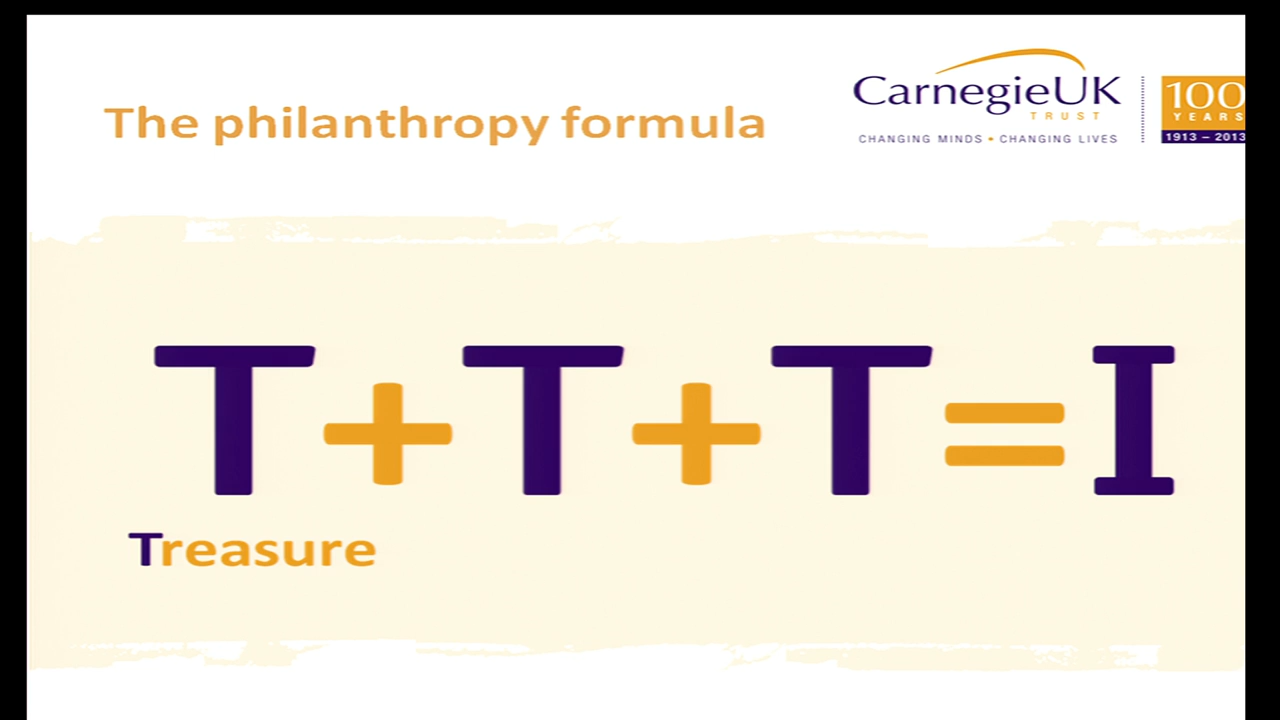 The philanthropy formula
CarnegieUK
TRUST
CHANGING MINDS • CHANGING LIVES
100
YEARS
1913 – 2013
T+T+T=I
Treasure